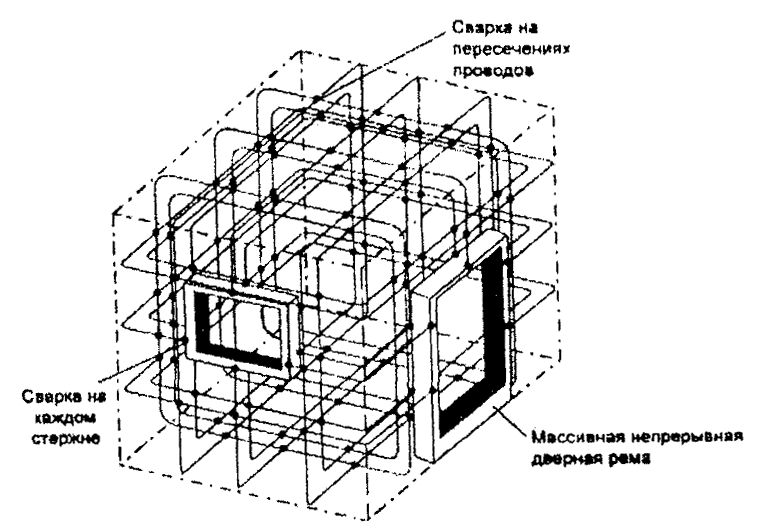 Сварка на
пересечениях
проводов
Сварка на
каждом
стержне
Массивная непрерывная
дверная рама